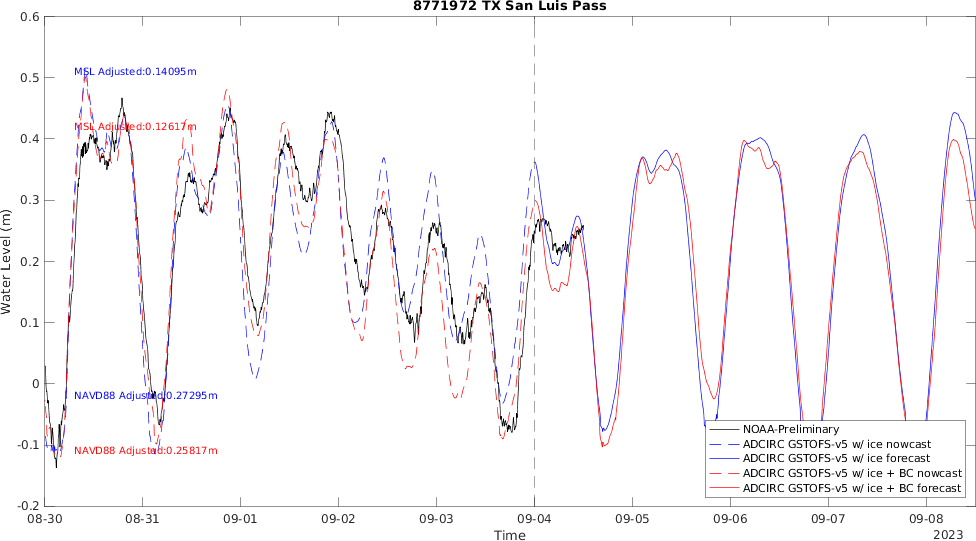 8771972 TX San Luis Pass
0.6
0.5
0.4
0.3
0.2
0.1
0
-0.1
-0.2
Water Level (m)
MSL Adjusted:0.14095m
MSL Adjusted:0.12617m
NAVD88 Adjusted:0.27295m
NAVD88 Adjusted:0.25817m
NOAA-Preliminary
ADCIRC GSTOFS-v5 w/ ice nowcast
ADCIRC GSTOFS-v5 w/ ice forecast
ADCIRC GSTOFS-v5 w/ ice + BC nowcast
ADCIRC GSTOFS-v5 w/ ice + BC forecast
08-30 08-31 09-01 09-02 09-03 09-04 09-05 09-06 09-07 09-08
Time
2023